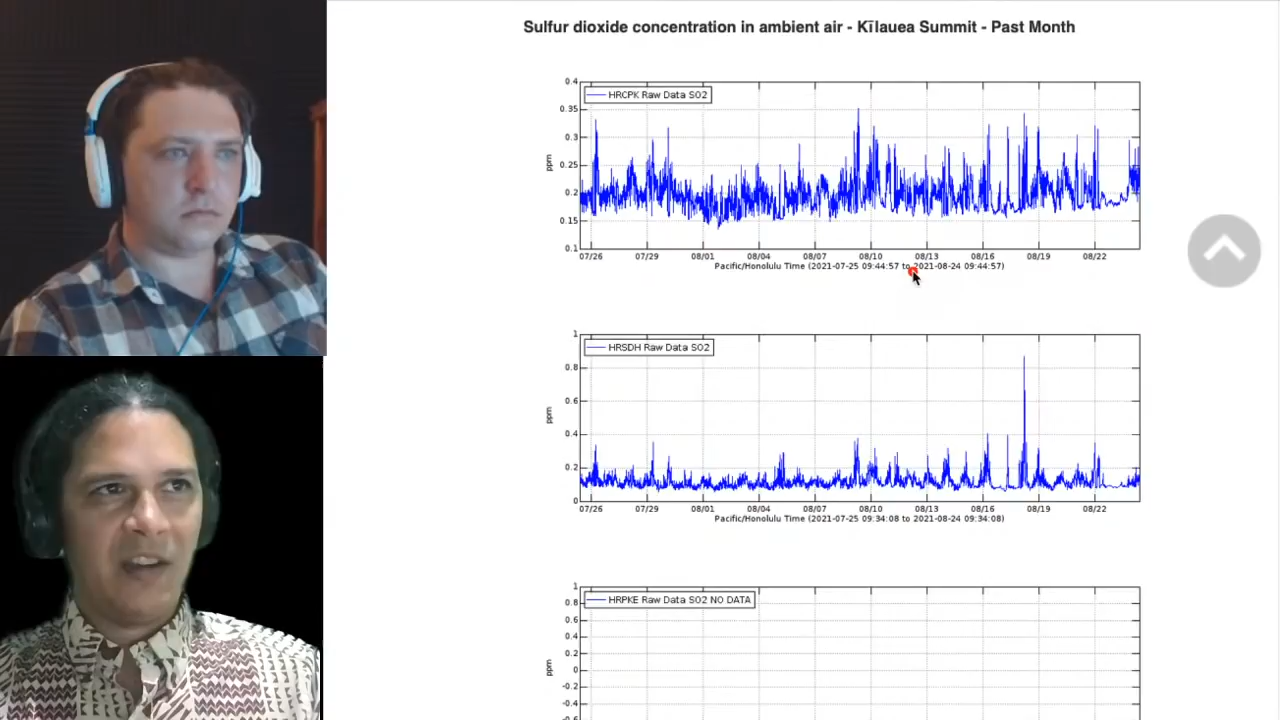 Sulfur dioxide concentration in ambient air - Kīlauea Summit - Past Month
0.4
HRCPK Raw Data SO2
0.35
0.3
ppm
0.25
0.2
0.15
0.1
07/26 07/29 08/01 08/04 08/07 08/10 08/13 08/16 08/19 08/22
Pacific/Honolulu Time (2021-07-25 09:44:57 to 2021-08-24 09:44:57)
1
HRSDH Raw Data SO2
0.8
0.6
ppm
0.4
0.2
0
07/26 07/29 08/01 08/04 08/07 08/10 08/13 08/16 08/19 08/22
Pacific/Honolulu Time (2021-07-25 09:34:08 to 2021-08-24 09:34:08)
1
HRPKE Raw Data SO2 NO DATA
0.8
0.6
0.4
0.2
ppm
0
-0.2
-0.4
-0.6